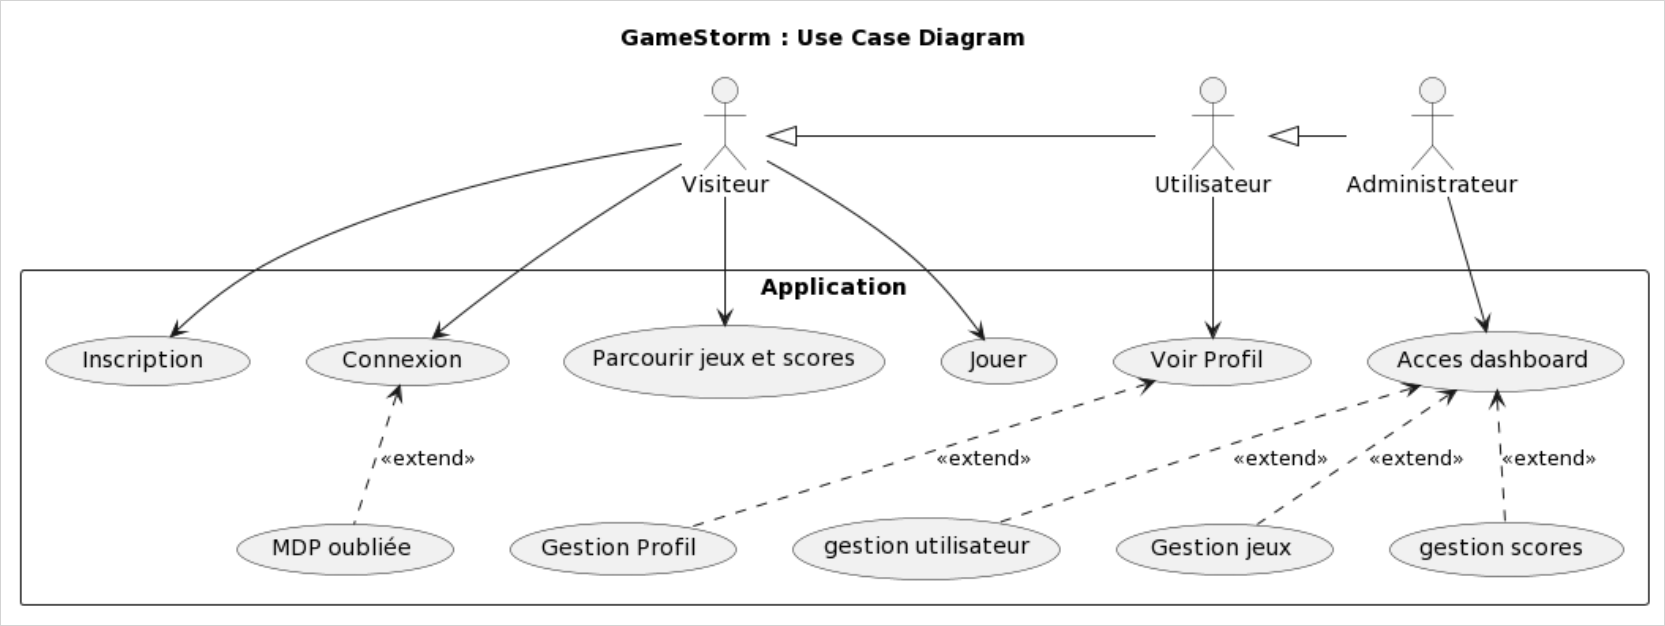 GameStorm : Use Case Diagram
Visiteur
Utilisateur
Administrateur
Application
Inscription
Connexion
Parcourir jeux et scores
Jouer
Voir Profil
Acces dashboard
«extend»
«extend»
«extend»
«extend»
«extend»
MDP oubliée
Gestion Profil
gestion utilisateur
Gestion jeux
gestion scores